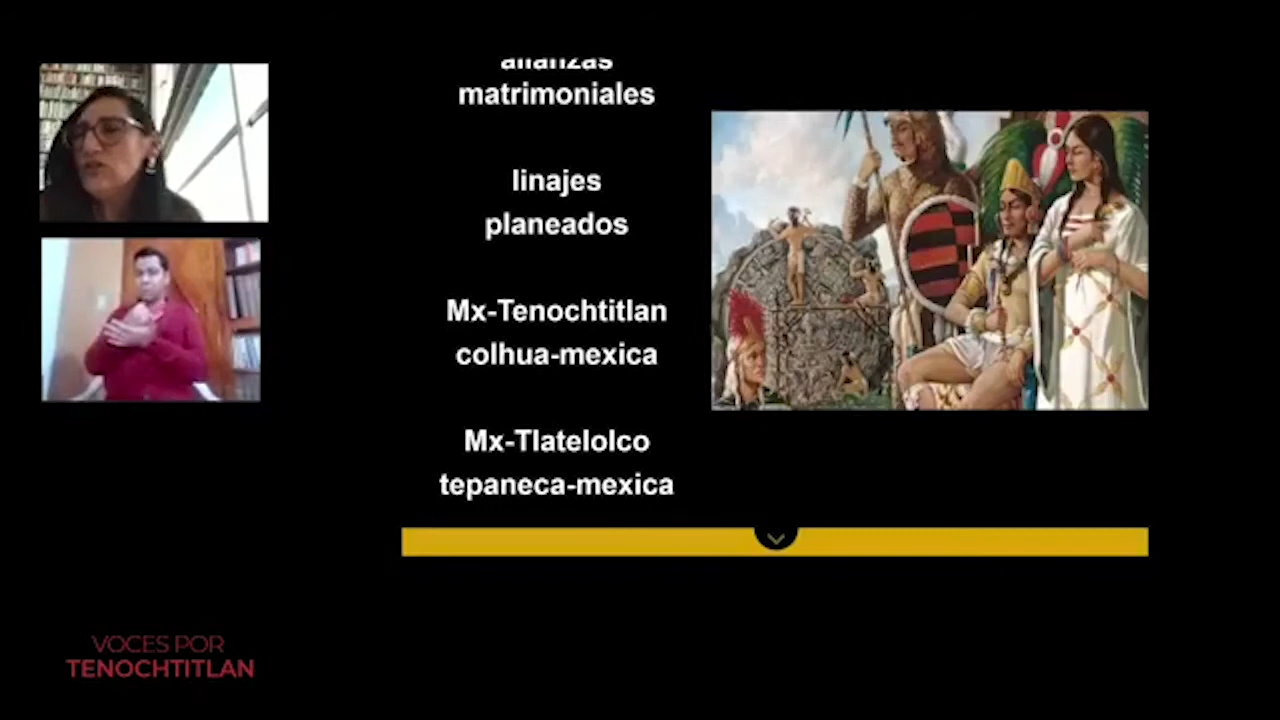 alianzas
matrimoniales
linajes
planeados
Mx-Tenochtitlan
colhua-mexica
Mx-Tlatelolco
tepaneca-mexica
VOCES POR
TENOCHTITLAN